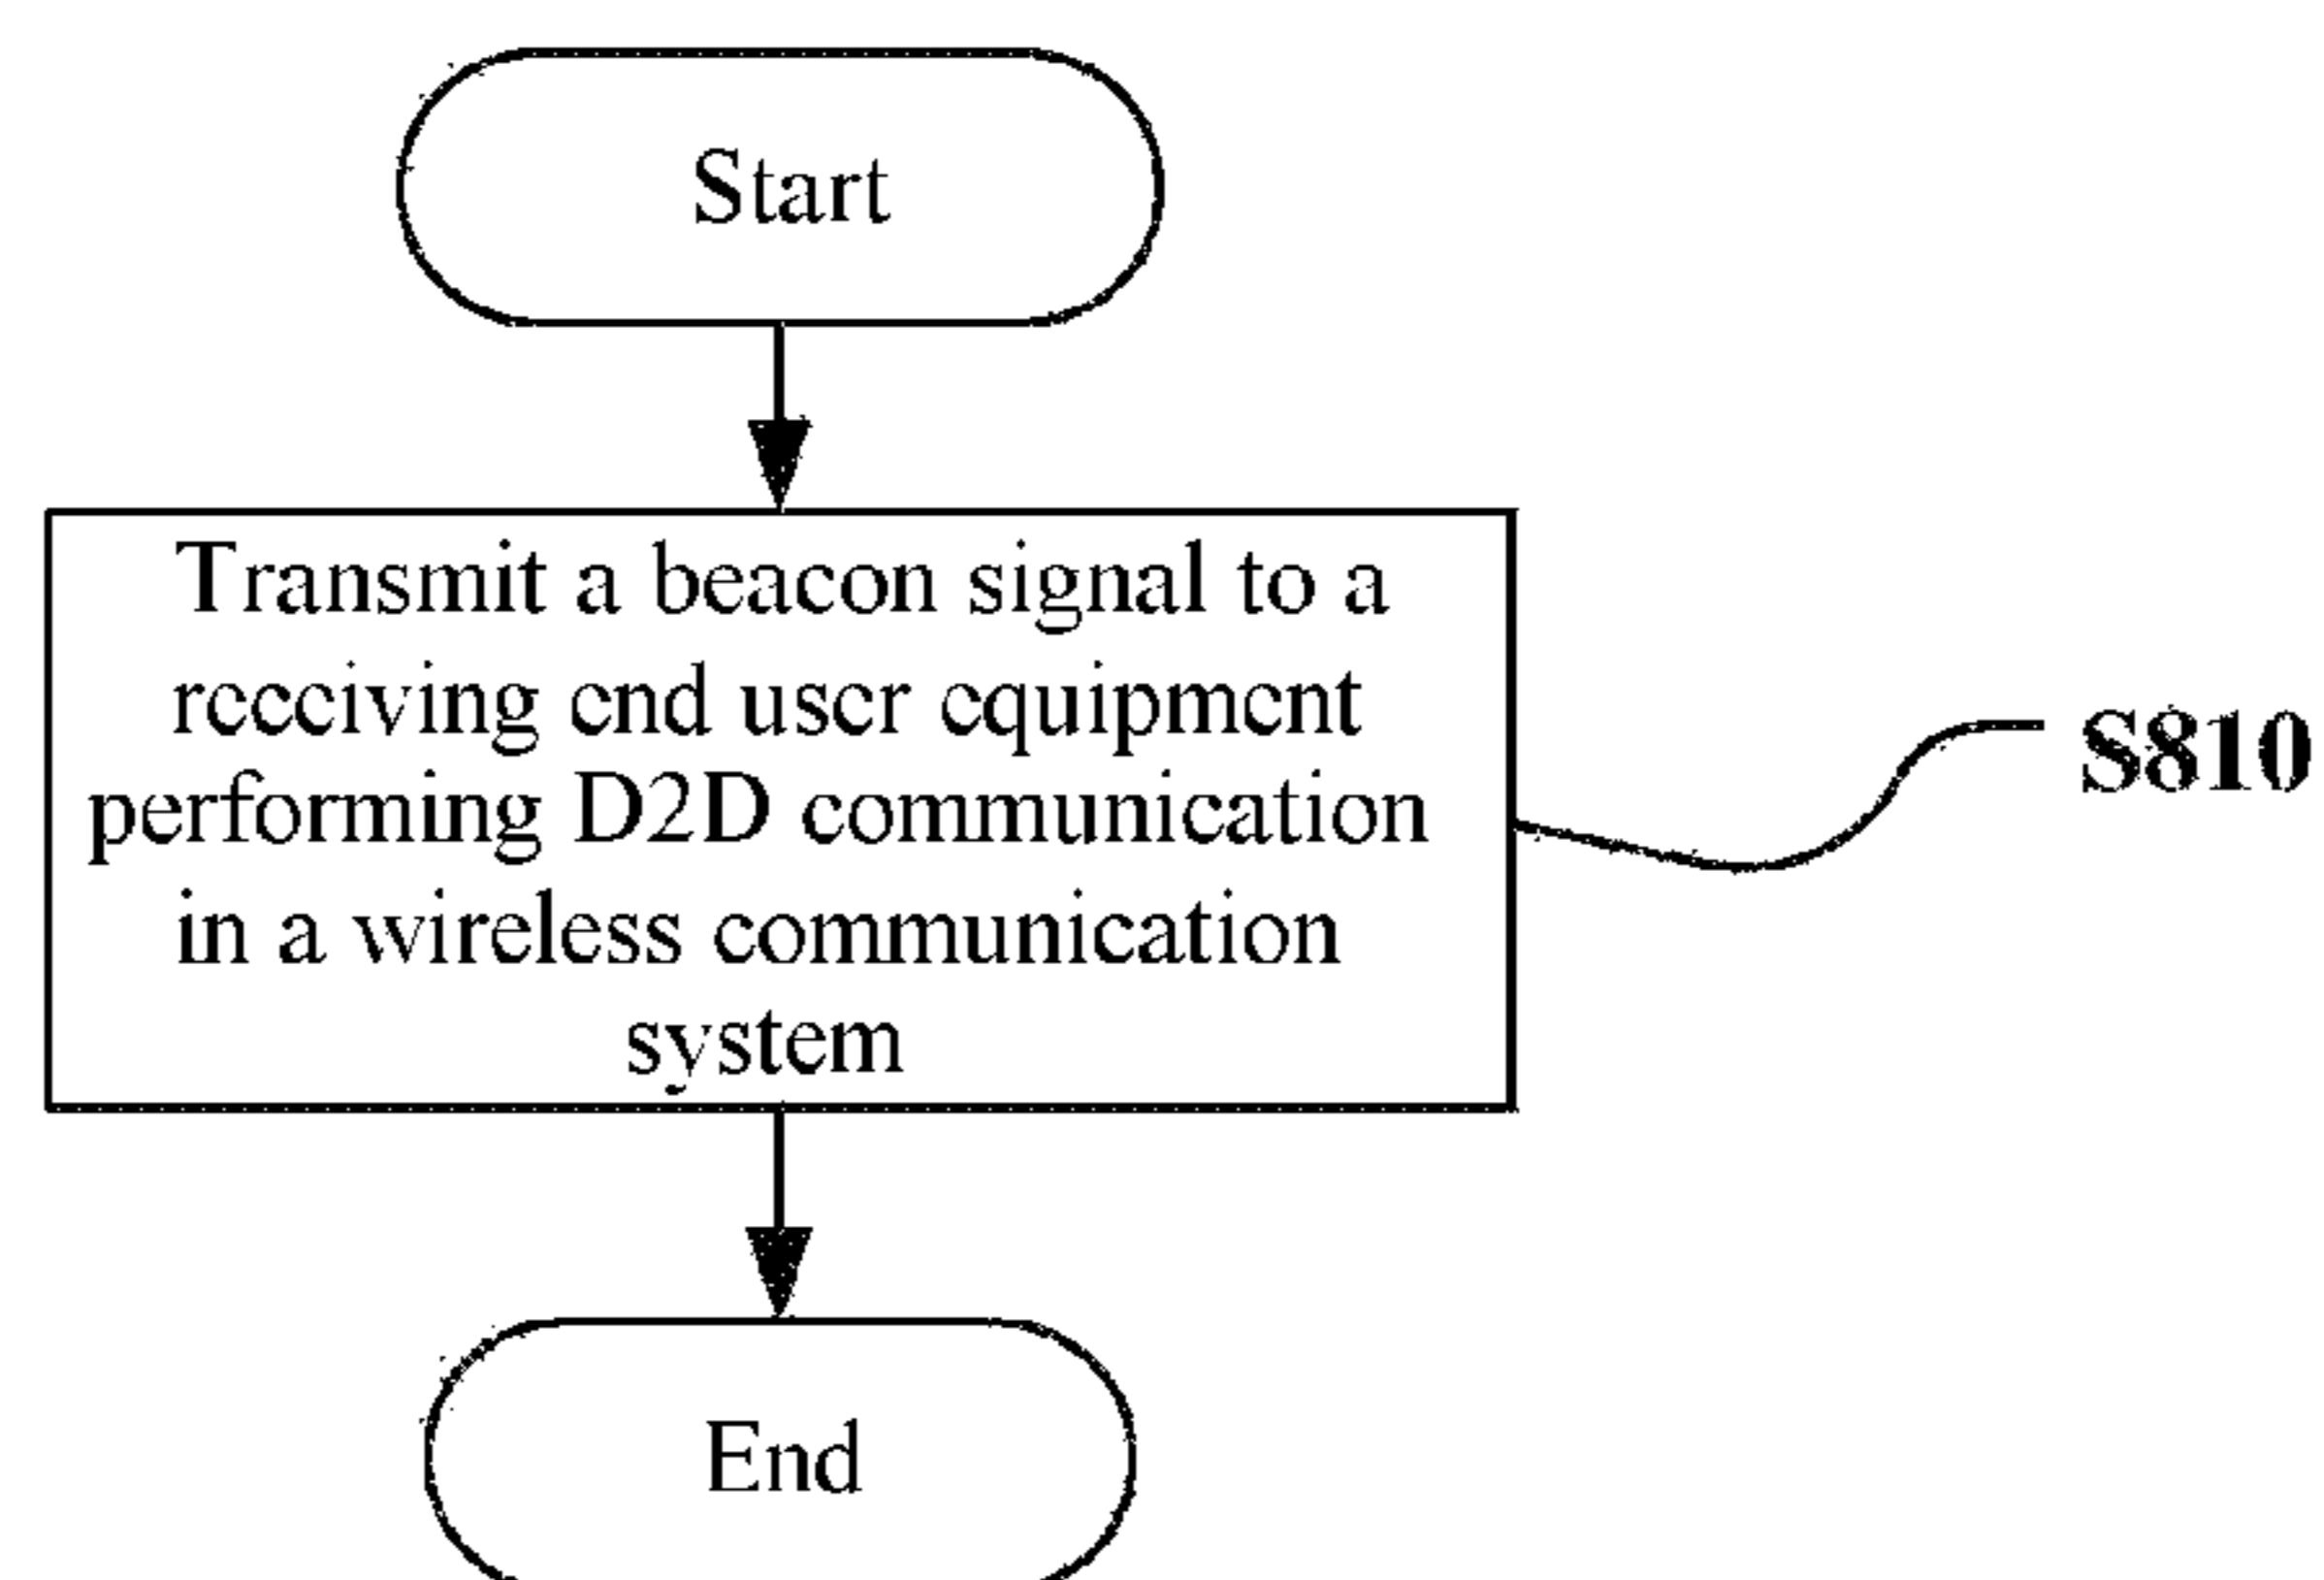 Start
Transmit a beacon signal to a
receiving end user equipment
performing D2D communication
in a wireless communication
system
S810
End